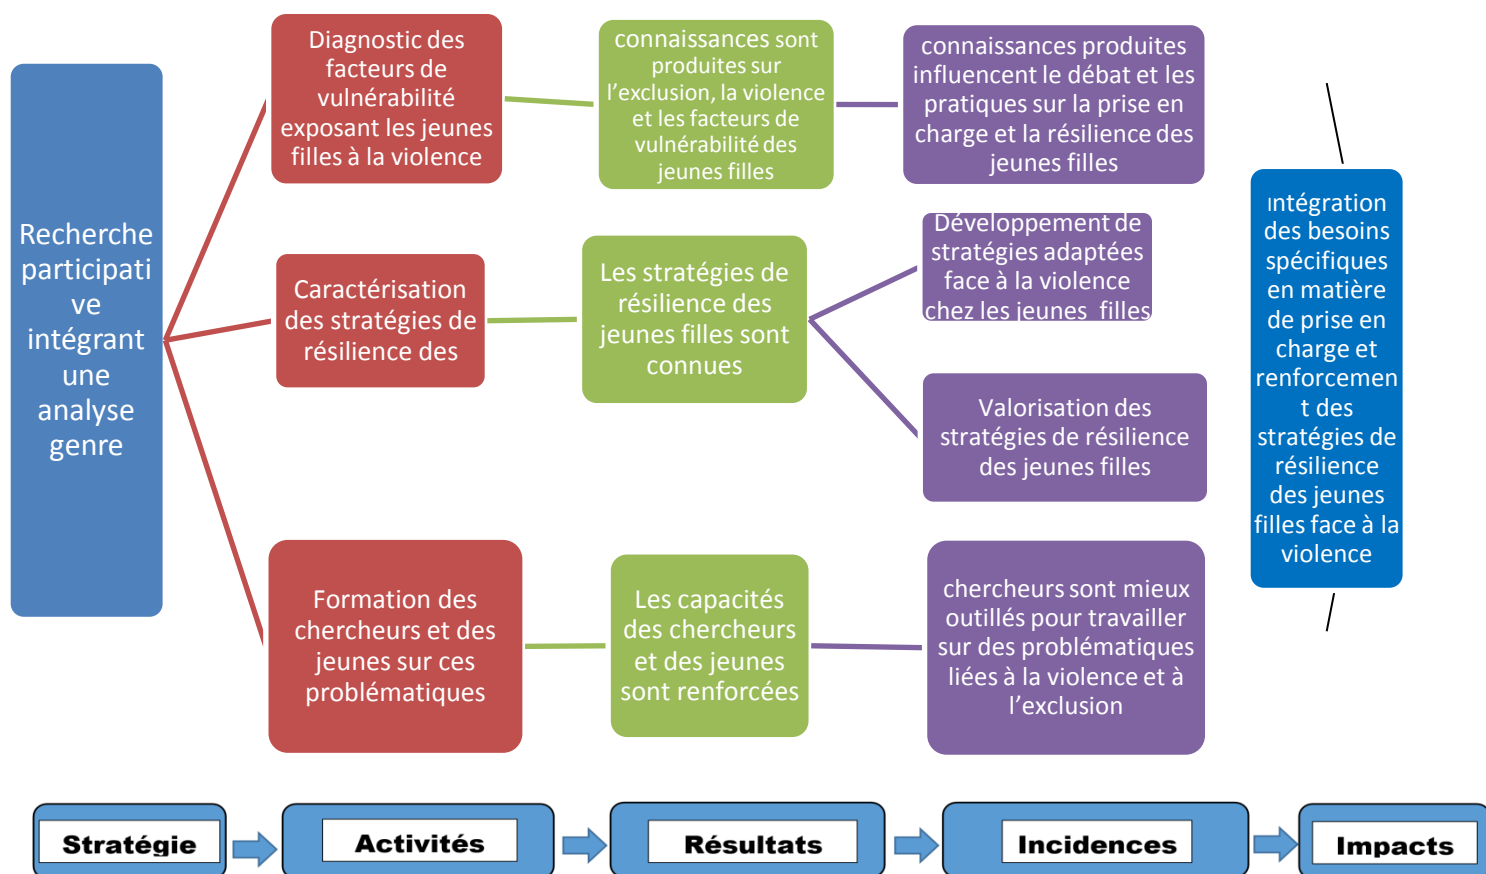 Recherche
participati
ve
intégrant
une
analyse
genre
Diagnostic des
facteurs de
vulnérabilité
exposant les jeunes
filles à la violence
Caractérisation
des stratégies de
résilience des
Formation des
chercheurs et des
jeunes sur ces
problématiques
connaissances sont
produites sur
l’exclusion, la violence
et les facteurs de
vulnérabilité des
jeunes filles
Les stratégies de
résilience des
jeunes filles sont
connues
Les capacités
des chercheurs
et des jeunes
sont renforcées
connaissances produites
influencent le débat et les
pratiques sur la prise en
charge et la résilience des
jeunes filles
Développement de
stratégies adaptées
face à la violence
chez les jeunes filles
Valorisation des
stratégies de résilience
des jeunes filles
chercheurs sont mieux
outillés pour travailler
sur des problématiques
liées à la violence et à
l’exclusion
Intégration
des besoins
spécifiques
en matière
de prise en
charge et
renforcemen
t des
stratégies de
résilience
des jeunes
filles face à la
violence
Stratégie
Activités
Résultats
Incidences
Impacts